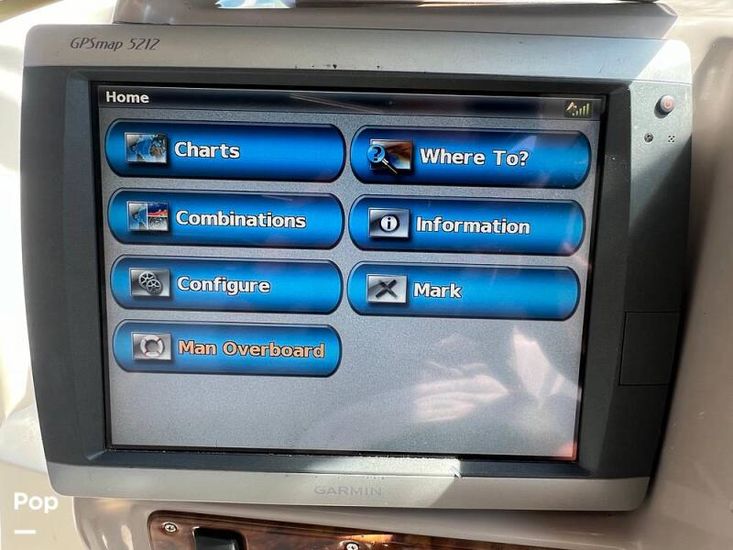 GPSmap 5212
Home
Charts
Where To?
Combinations
Information
Configure
Mark
Man Overboard
GARMIN
Pop